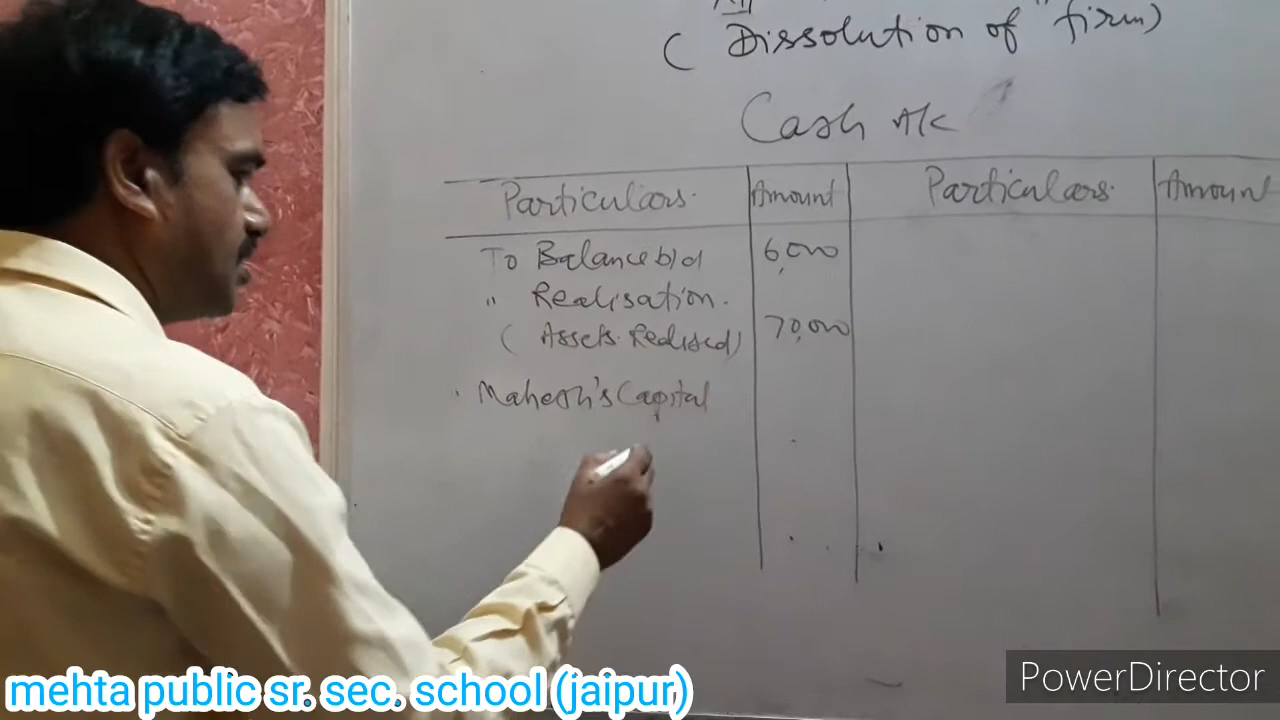 XII
( Dissolution of firm)
Cash A/c
Particulars. Amount Particulars. Amount
To Balance b/d 6,000
" Realisation.
( Assets Realised) 70,000
" Mahesh's Capital
mehta public sr. sec. school (jaipur)
PowerDirector